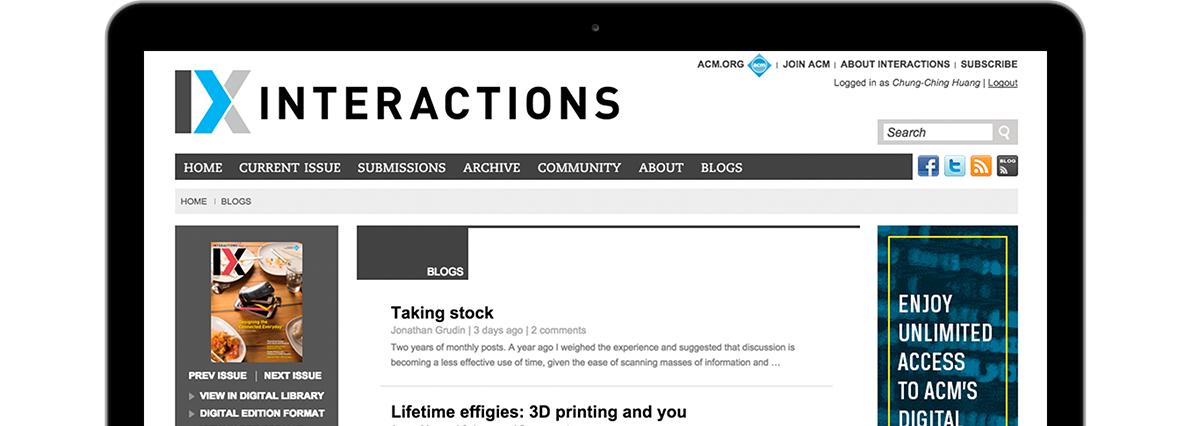 ACM.ORG acm | JOIN ACM | ABOUT INTERACTIONS | SUBSCRIBE
Logged in as Chung-Ching Huang | Logout
IX INTERACTIONS
Search
HOME CURRENT ISSUE SUBMISSIONS ARCHIVE COMMUNITY ABOUT BLOGS
BLOG
HOME | BLOGS
INTERACTIONS
IX
Designing the
Connected Everyday
PREV ISSUE | NEXT ISSUE
VIEW IN DIGITAL LIBRARY
DIGITAL EDITION FORMAT
BLOGS
Taking stock
Jonathan Grudin | 3 days ago | 2 comments
Two years of monthly posts. A year ago I weighed the experience and suggested that discussion is
becoming a less effective use of time, given the ease of scanning masses of information and …
Lifetime effigies: 3D printing and you
ENJOY
UNLIMITED
ACCESS
TO ACM'S
DIGITAL